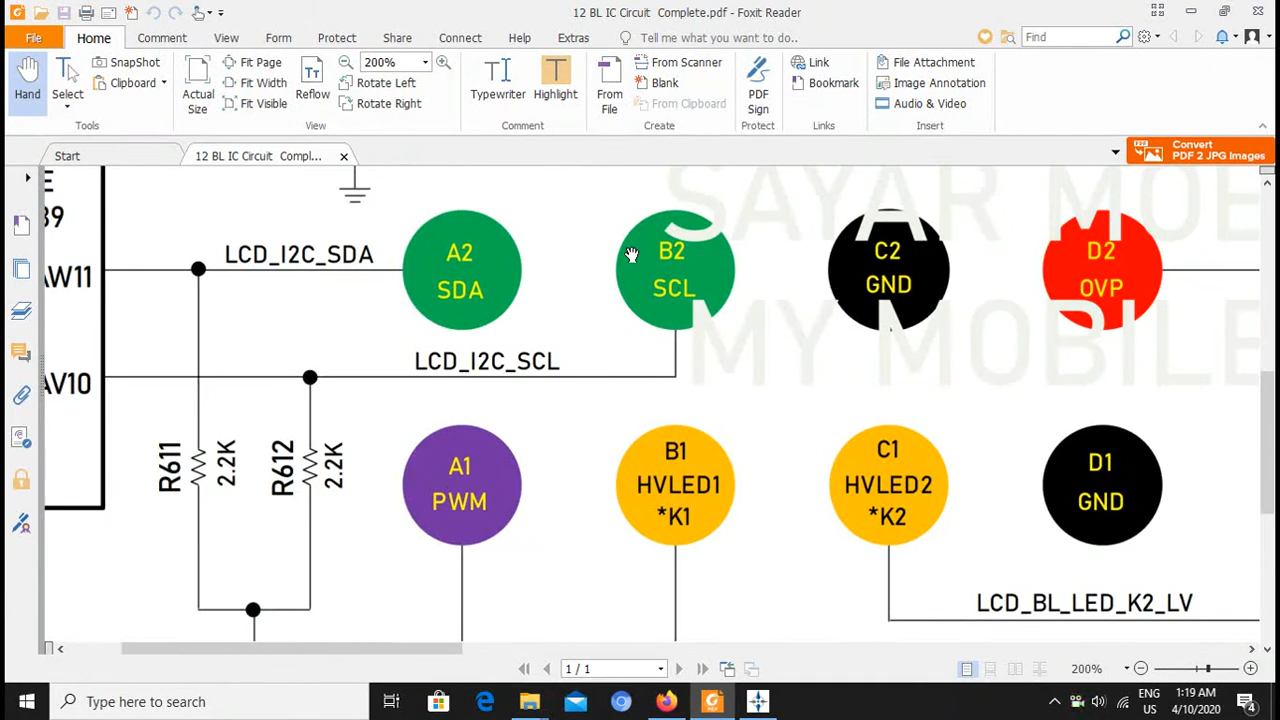 12 BL IC Circuit  Complete.pdf - Foxit Reader
File
Home
Comment
View
Form
Protect
Share
Connect
Help
Extras
Tell me what you want to do..
Find
Hand
Select
SnapShot
Clipboard
Actual
Size
Fit Page
Fit Width
Fit Visible
Reflow
200%
Rotate Left
Rotate Right
Typewriter
Highlight
From
File
From Scanner
Blank
From Clipboard
PDF
Sign
Link
Bookmark
File Attachment
Image Annotation
Audio & Video
Tools
View
Comment
Create
Protect
Links
Insert
Start
12 BL IC Circuit  Compl...
Convert
PDF 2 JPG Images
SAYAR MOB
MY MOBILE
E
39
AW11
AV10
LCD_I2C_SDA
LCD_I2C_SCL
A2
SDA
B2
SCL
C2
GND
D2
OVP
R611
2.2K
R612
2.2K
A1
PWM
B1
HVLED1
*K1
C1
HVLED2
*K2
D1
GND
LCD_BL_LED_K2_LV
1 / 1
200%
Type here to search
ENG
US
1:19 AM
4/10/2020
4